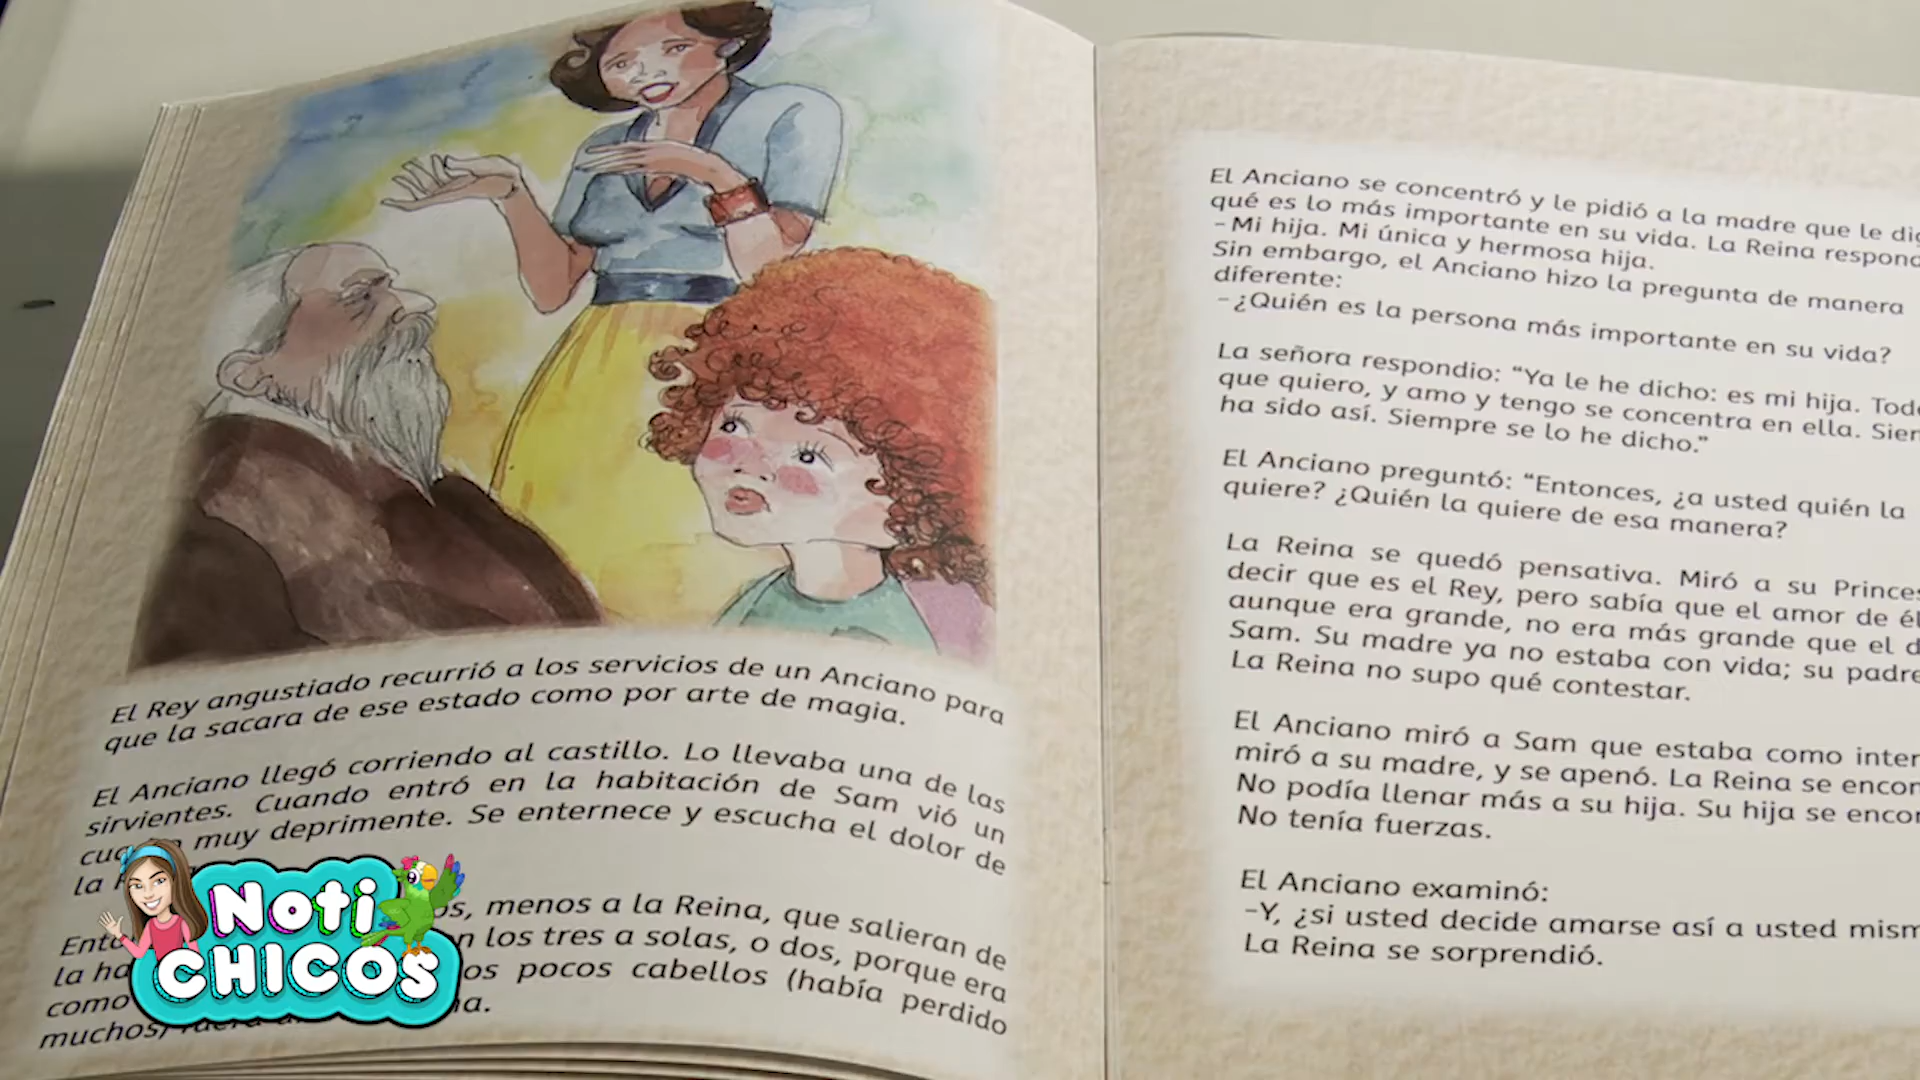 El Rey angustiado recurrió a los servicios de un Anciano para
que la sacara de ese estado como por arte de magia.
El Anciano llegó corriendo al castillo. Lo llevaba una de las
sirvientes. Cuando entró en la habitación de Sam vió un
muy deprimente. Se enternece y escucha el dolor de
la
menos a la Reina, que salieran de
los tres a solas, o dos, porque era
como
pocos cabellos (había perdido
muchos)
El Anciano se concentró y le pidió a la madre que le
qué es lo más importante en su vida. La Reina
-Mi hija. Mi única y hermosa hija.
Sin embargo, el Anciano hizo la pregunta de manera
diferente:
-¿Quién es la persona más importante en su vida?
La señora respondio: “Ya le he dicho: es mi hija.
que quiero, y amo y tengo se concentra en ella.
ha sido así. Siempre se lo he dicho.”
El Anciano preguntó: “Entonces, ¿a usted quién la
quiere? ¿Quién la quiere de esa manera?
La Reina se quedó pensativa. Miró a su
decir que es el Rey, pero sabía que el amor de
aunque era grande, no era más grande que el
Sam. Su madre ya no estaba con vida; su
La Reina no supo qué contestar.
El Anciano miró a Sam que estaba como
miró a su madre, y se apenó. La Reina se
No podía llenar más a su hija. Su hija se
No tenía fuerzas.
El Anciano examinó:
-Y, ¿si usted decide amarse así a usted
La Reina se sorprendió.
Noti
CHICOS